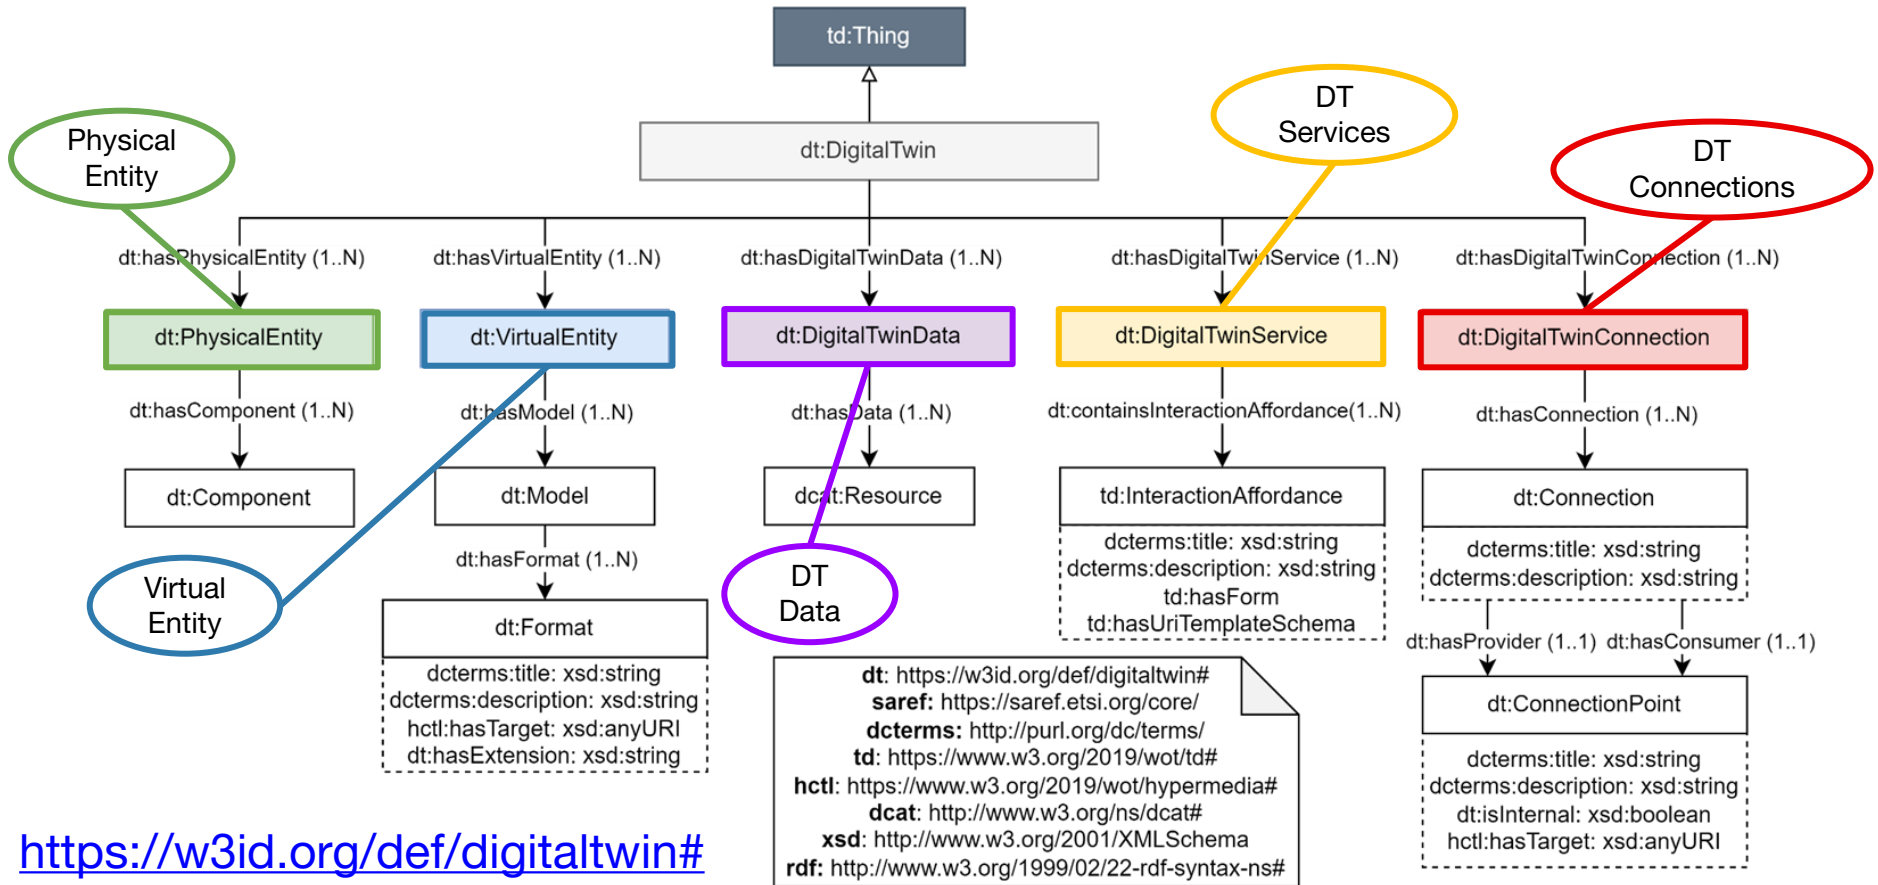 td:Thing
dt:DigitalTwin
Physical
Entity
DT
Services
DT
Connections
dt:hasPhysicalEntity (1..N)
dt:hasVirtualEntity (1..N)
dt:hasDigitalTwinData (1..N)
dt:hasDigitalTwinService (1..N)
dt:hasDigitalTwinConnection (1..N)
dt:PhysicalEntity
dt:VirtualEntity
dt:DigitalTwinData
dt:DigitalTwinService
dt:DigitalTwinConnection
dt:hasComponent (1..N)
dt:hasModel (1..N)
dt:hasData (1..N)
dt:containsInteractionAffordance(1..N)
dt:hasConnection (1..N)
dt:Component
dt:Model
dcat:Resource
td:InteractionAffordance
dt:Connection
dcterms:title: xsd:string
dcterms:description: xsd:string
td:hasForm
td:hasUriTemplateSchema
dcterms:title: xsd:string
dcterms:description: xsd:string
dt:hasFormat (1..N)
Virtual
Entity
DT
Data
dt:Format
dcterms:title: xsd:string
dcterms:description: xsd:string
hctl:hasTarget: xsd:anyURI
dt:hasExtension: xsd:string
dt:hasProvider (1..1)
dt:hasConsumer (1..1)
dt:ConnectionPoint
dcterms:title: xsd:string
dcterms:description: xsd:string
dt:isInternal: xsd:boolean
hctl:hasTarget: xsd:anyURI
dt: https://w3id.org/def/digitaltwin#
saref: https://saref.etsi.org/core/
dcterms: http://purl.org/dc/terms/
td: https://www.w3.org/2019/wot/td#
hctl: https://www.w3.org/2019/wot/hypermedia#
dcat: http://www.w3.org/ns/dcat#
xsd: http://www.w3.org/2001/XMLSchema
rdf: http://www.w3.org/1999/02/22-rdf-syntax-ns#
https://w3id.org/def/digitaltwin#